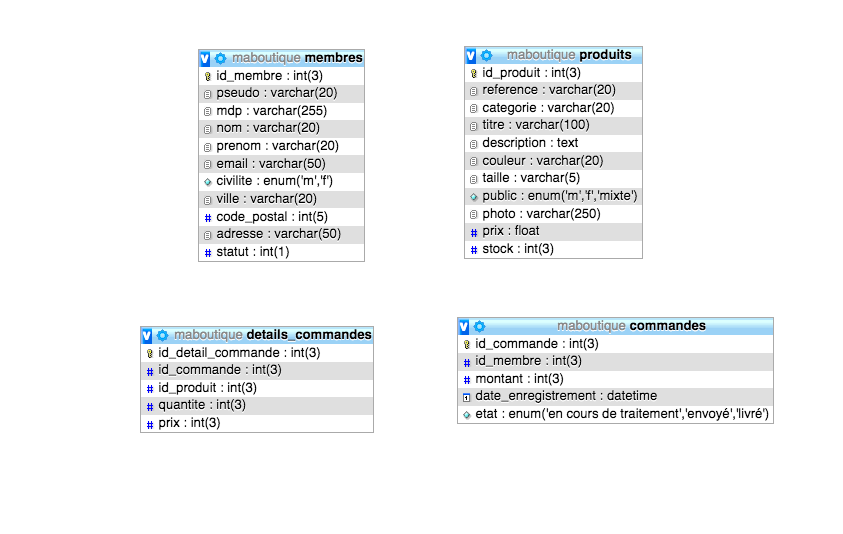 maboutique membres
id_membre : int(3)
pseudo : varchar(20)
mdp : varchar(255)
nom : varchar(20)
prenom : varchar(20)
email : varchar(50)
civilite : enum('m','f')
ville : varchar(20)
code_postal : int(5)
adresse : varchar(50)
statut : int(1)
maboutique produits
id_produit : int(3)
reference : varchar(20)
categorie : varchar(20)
titre : varchar(100)
description : text
couleur : varchar(20)
taille : varchar(5)
public : enum('m','f','mixte')
photo : varchar(250)
prix : float
stock : int(3)
maboutique details_commandes
id_detail_commande : int(3)
id_commande : int(3)
id_produit : int(3)
quantite : int(3)
prix : int(3)
maboutique commandes
id_commande : int(3)
id_membre : int(3)
montant : int(3)
date_enregistrement : datetime
etat : enum('en cours de traitement','envoyé','livré')